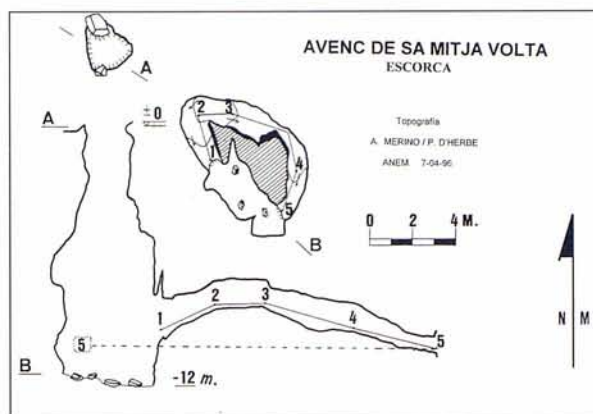 AVENC DE SA MITJA VOLTA
ESCORCA
Topografía
A. MERINO / P. D'HERBE
ANEM 7-04-96
0 2 4 M.
N M
A
B
A
±0
2 3
1
4
5
1 2 3 4 5
5
B
-12 m.